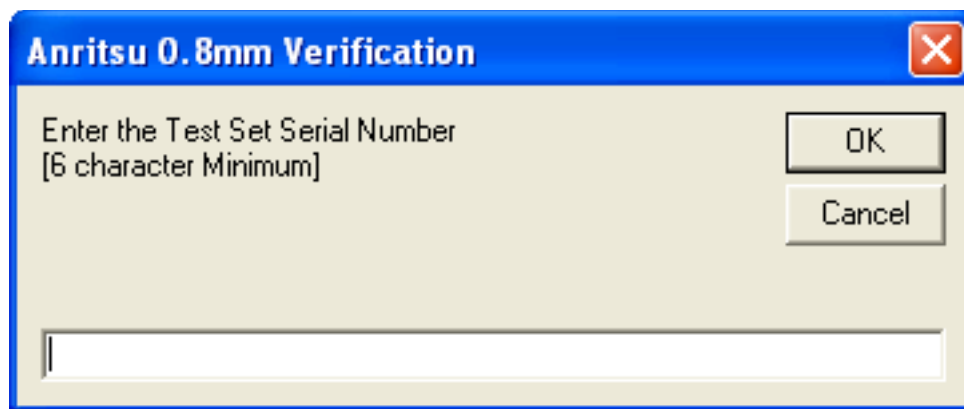 Anritsu 0.8mm Verification
Enter the Test Set Serial Number
[6 character Minimum]
OK
Cancel